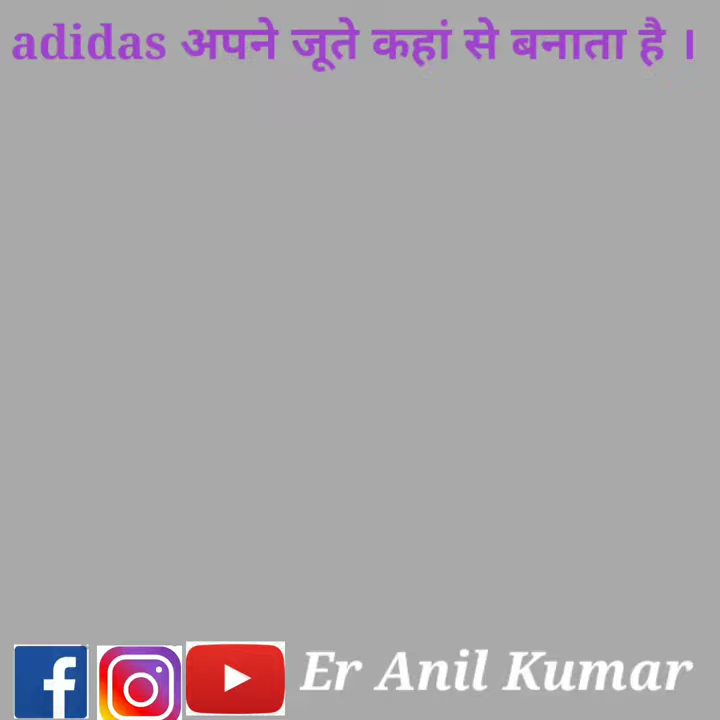 adidas अपने जूते कहां से बनाता है ।
Er Anil Kumar